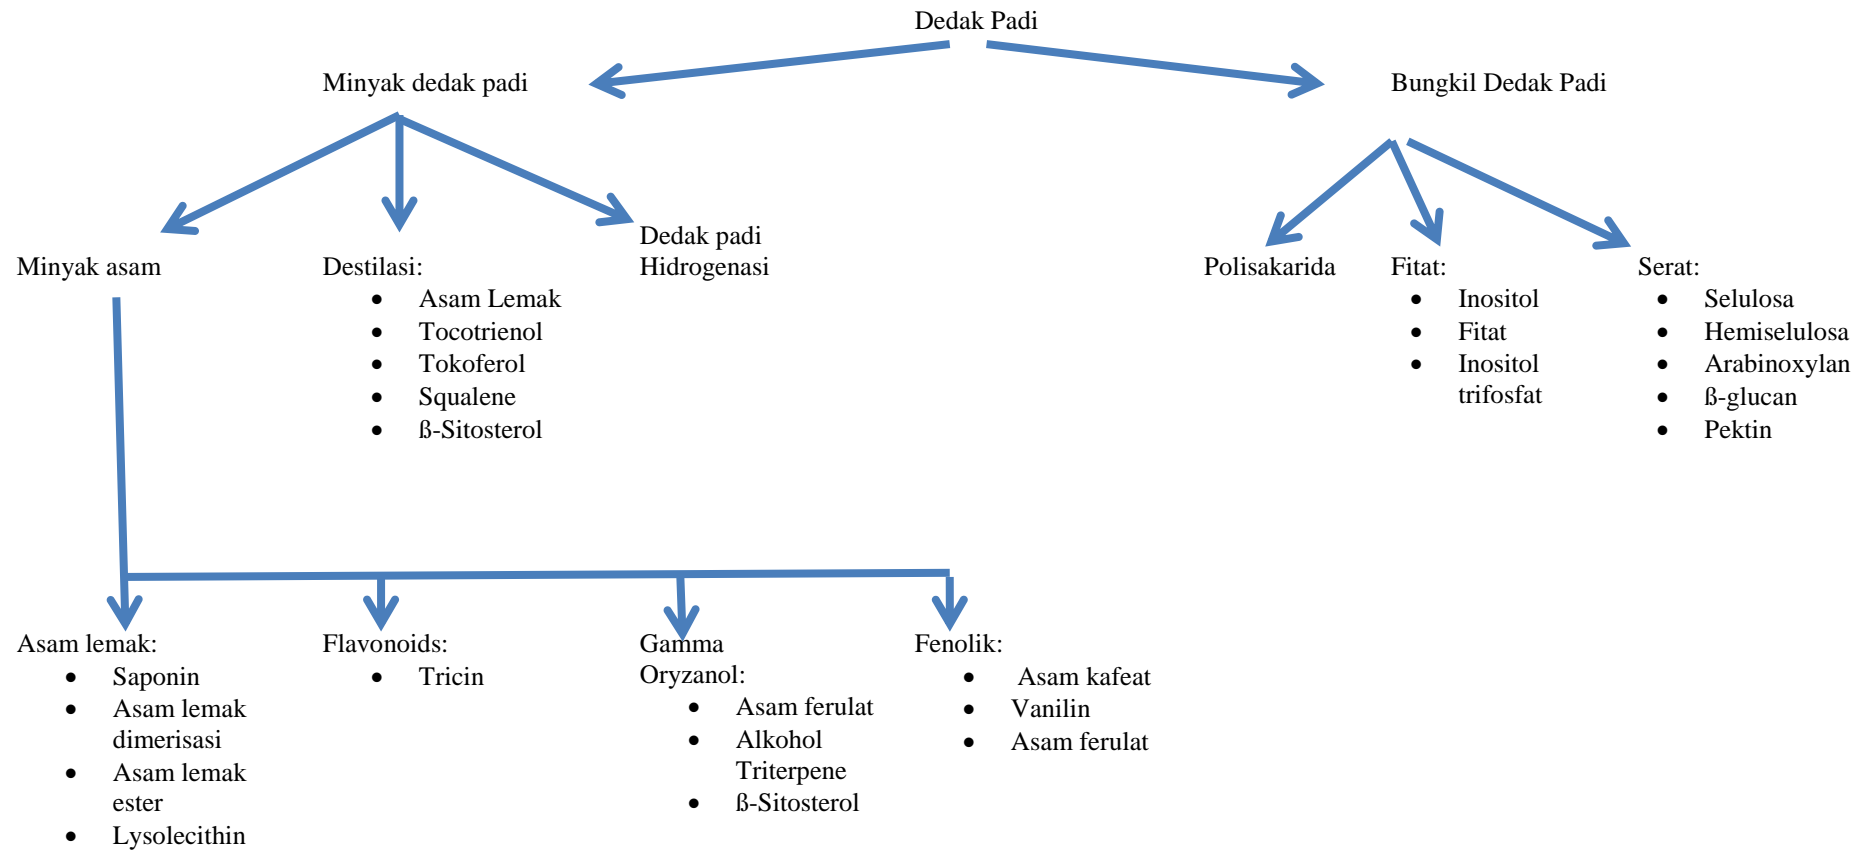 Dedak Padi
Minyak dedak padi
Bungkil Dedak Padi
Minyak asam
Destilasi:
• Asam Lemak
• Tocotrienol
• Tokoferol
• Squalene
• ß-Sitosterol
Dedak padi
Hidrogenasi
Polisakarida
Fitat:
• Inositol
• Fitat
• Inositol
trifosfat
Serat:
• Selulosa
• Hemiselulosa
• Arabinoxylan
• ß-glucan
• Pektin
Asam lemak:
• Saponin
• Asam lemak
dimerisasi
• Asam lemak
ester
• Lysolecithin
Flavonoids:
• Tricin
Gamma
Oryzanol:
• Asam ferulat
• Alkohol
Triterpene
• ß-Sitosterol
Fenolik:
• Asam kafeat
• Vanilin
• Asam ferulat